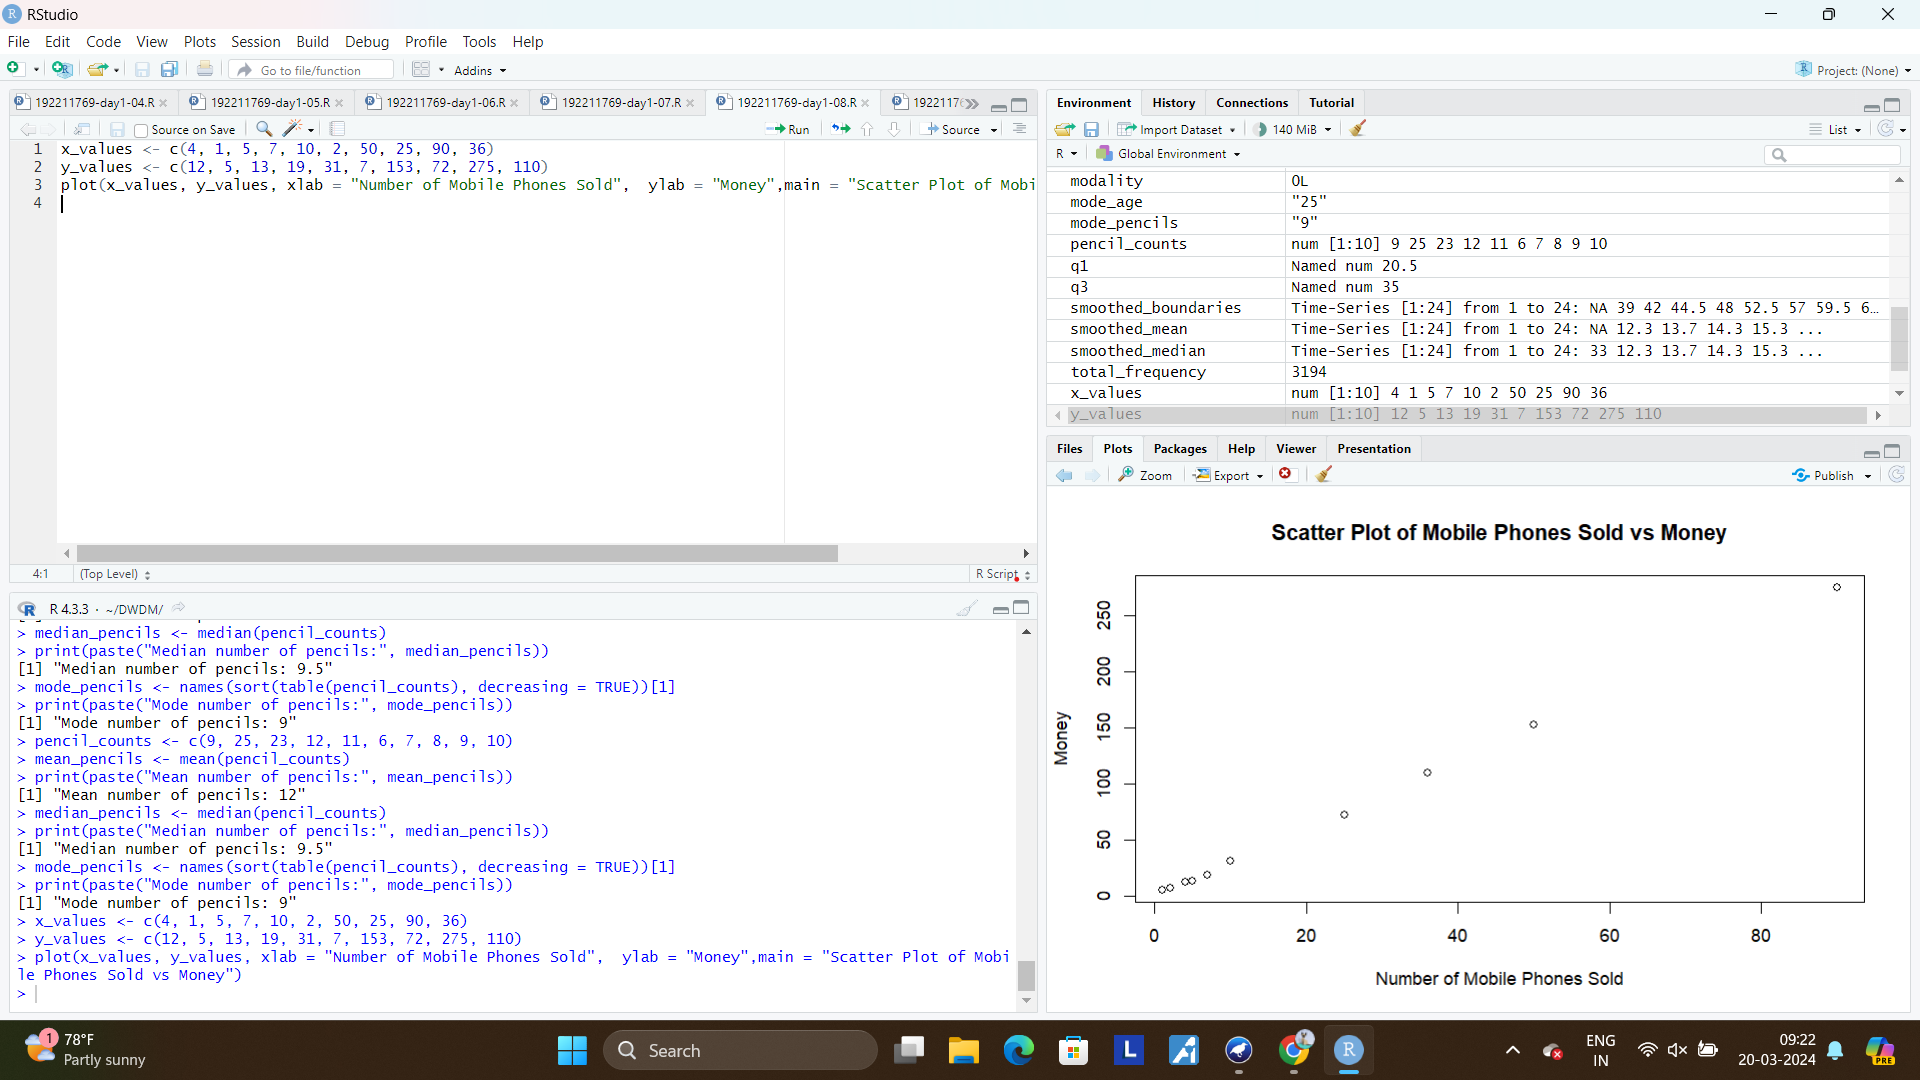 RStudio
File Edit Code View Plots Session Build Debug Profile Tools Help
Go to file/function Addins Project: (None)
192211769-day1-04.R 192211769-day1-05.R 192211769-day1-06.R 192211769-day1-07.R 192211769-day1-08.R 1922117
Source on Save Run Source
1 x_values <- c(4, 1, 5, 7, 10, 2, 50, 25, 90, 36)
2 y_values <- c(12, 5, 13, 19, 31, 7, 153, 72, 275, 110)
3 plot(x_values, y_values, xlab = "Number of Mobile Phones Sold",  ylab = "Money",main = "Scatter Plot of Mobi
4
4:1 (Top Level) R Script
R 4.3.3 · ~/DWDM/
> median_pencils <- median(pencil_counts)
> print(paste("Median number of pencils:", median_pencils))
[1] "Median number of pencils: 9.5"
> mode_pencils <- names(sort(table(pencil_counts), decreasing = TRUE))[1]
> print(paste("Mode number of pencils:", mode_pencils))
[1] "Mode number of pencils: 9"
> pencil_counts <- c(9, 25, 23, 12, 11, 6, 7, 8, 9, 10)
> mean_pencils <- mean(pencil_counts)
> print(paste("Mean number of pencils:", mean_pencils))
[1] "Mean number of pencils: 12"
> median_pencils <- median(pencil_counts)
> print(paste("Median number of pencils:", median_pencils))
[1] "Median number of pencils: 9.5"
> mode_pencils <- names(sort(table(pencil_counts), decreasing = TRUE))[1]
> print(paste("Mode number of pencils:", mode_pencils))
[1] "Mode number of pencils: 9"
> x_values <- c(4, 1, 5, 7, 10, 2, 50, 25, 90, 36)
> y_values <- c(12, 5, 13, 19, 31, 7, 153, 72, 275, 110)
> plot(x_values, y_values, xlab = "Number of Mobile Phones Sold",  ylab = "Money",main = "Scatter Plot of Mobi
le Phones Sold vs Money")
>
Environment History Connections Tutorial
Import Dataset 140 MiB List
R Global Environment
modality 0L
mode_age "25"
mode_pencils "9"
pencil_counts num [1:10] 9 25 23 12 11 6 7 8 9 10
q1 Named num 20.5
q3 Named num 35
smoothed_boundaries Time-Series [1:24] from 1 to 24: NA 39 42 44.5 48 52.5 57 59.5 6…
smoothed_mean Time-Series [1:24] from 1 to 24: NA 12.3 13.7 14.3 15.3 ...
smoothed_median Time-Series [1:24] from 1 to 24: 33 12.3 13.7 14.3 15.3 ...
total_frequency 3194
x_values num [1:10] 4 1 5 7 10 2 50 25 90 36
y_values num [1:10] 12 5 13 19 31 7 153 72 275 110
Files Plots Packages Help Viewer Presentation
Zoom Export Publish
Scatter Plot of Mobile Phones Sold vs Money
Money
250
200
150
100
50
0
0 20 40 60 80
Number of Mobile Phones Sold
1 78°F
Partly sunny
Search
L
R
ENG
IN
09:22
20-03-2024
PRE